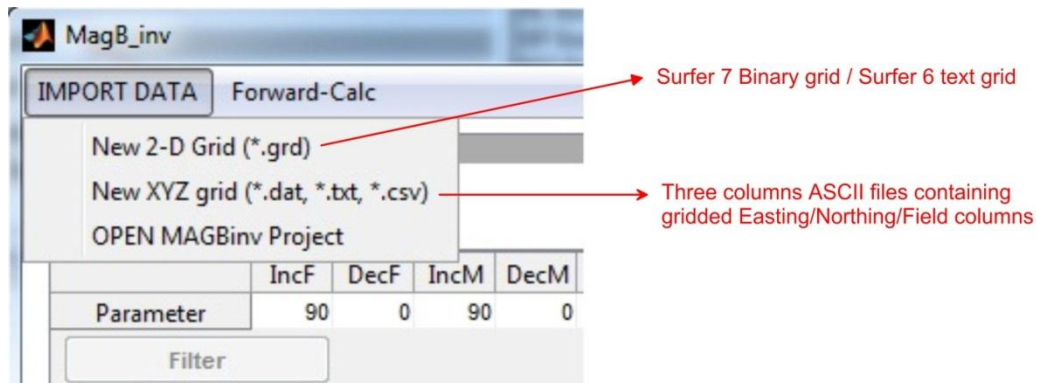 MagB_inv
IMPORT DATA Forward-Calc
New 2-D Grid (*.grd)
New XYZ grid (*.dat, *.txt, *.csv)
OPEN MAGBinv Project
Surfer 7 Binary grid / Surfer 6 text grid
Three columns ASCII files containing
gridded Easting/Northing/Field columns
IncF DecF IncM DecM
Parameter 90 0 90 0
Filter